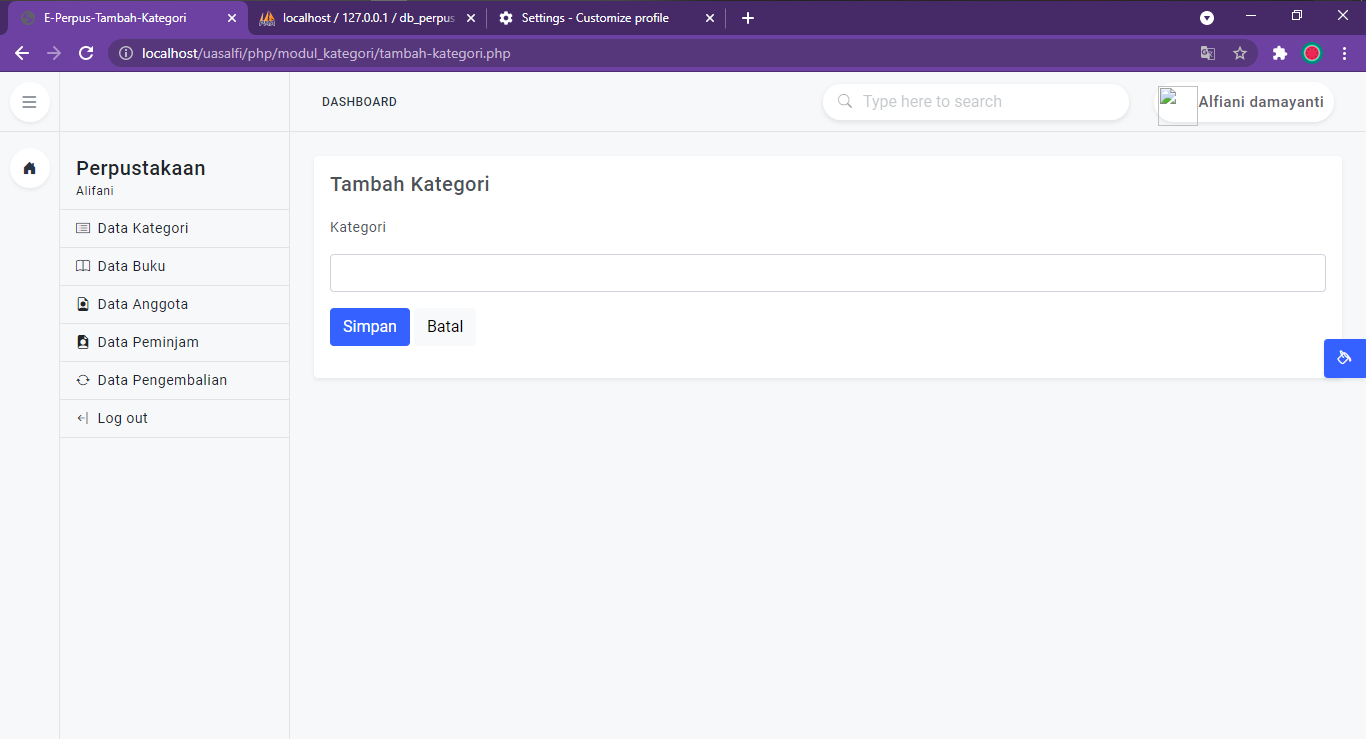 E-Perpus-Tambah-Kategori
localhost / 127.0.0.1 / db_perpus
Settings - Customize profile
localhost/uasalfi/php/modul_kategori/tambah-kategori.php
DASHBOARD
Type here to search
Alfiani damayanti
Perpustakaan
Alifani
Data Kategori
Data Buku
Data Anggota
Data Peminjam
Data Pengembalian
Log out
Tambah Kategori
Kategori
Simpan
Batal